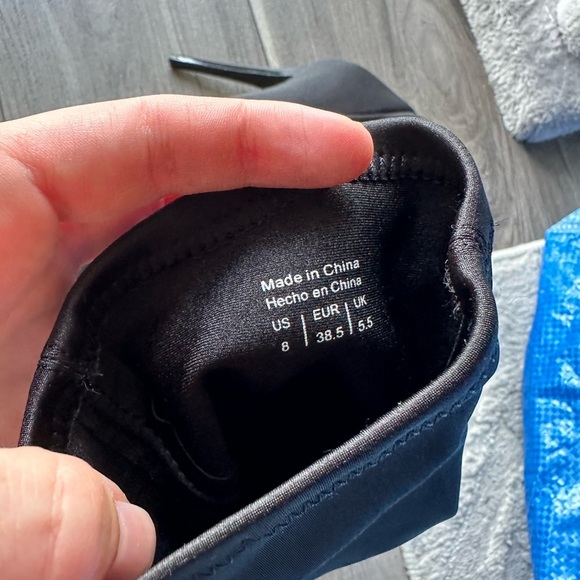 Made in China
Hecho en China
US | EUR | UK
8 | 38.5 | 5.5